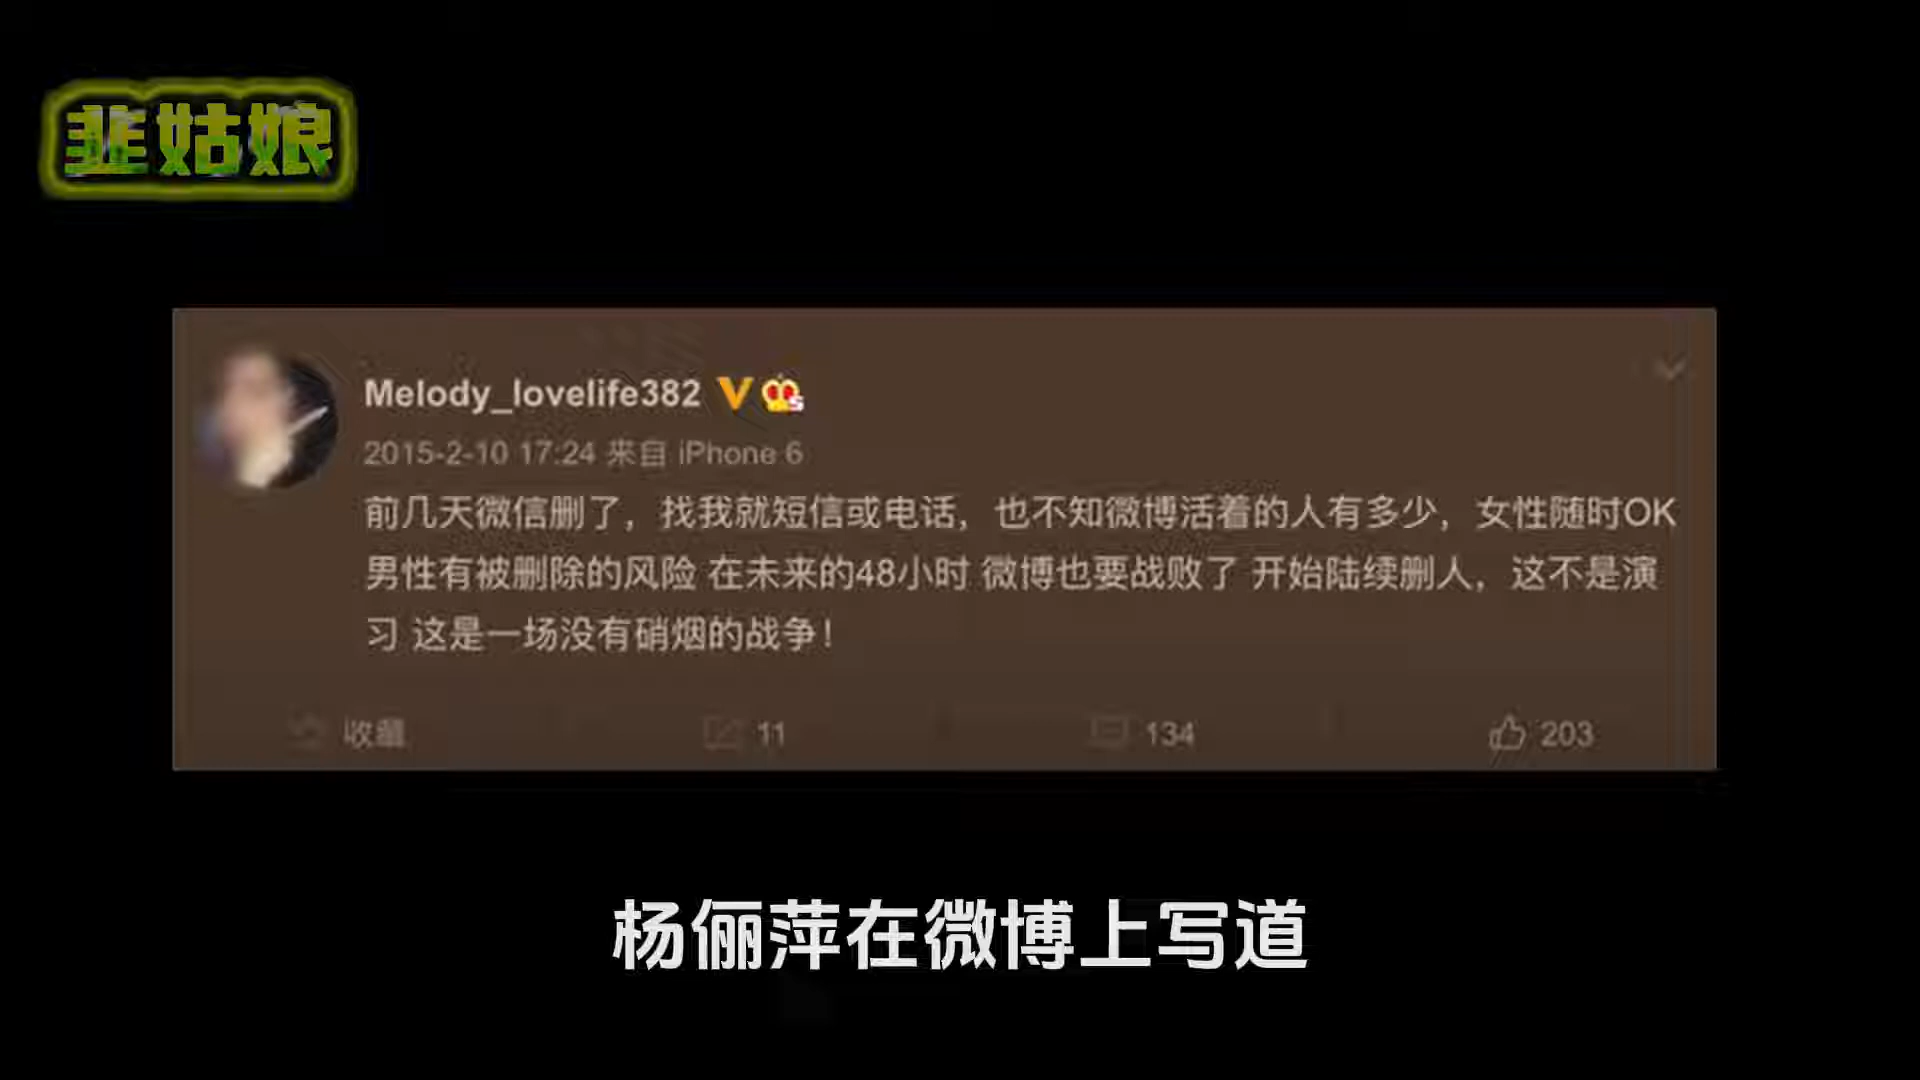 韭姑娘
Melody_lovelife382
2015-2-10 17:24 来自 iPhone 6
前几天微信删了，找我就短信或电话，也不知微博活着的人有多少，女性随时OK
男性有被删除的风险 在未来的48小时 微博也要战败了 开始陆续删人，这不是演
习 这是一场没有硝烟的战争！
收藏 11 134 203
杨俪萍在微博上写道